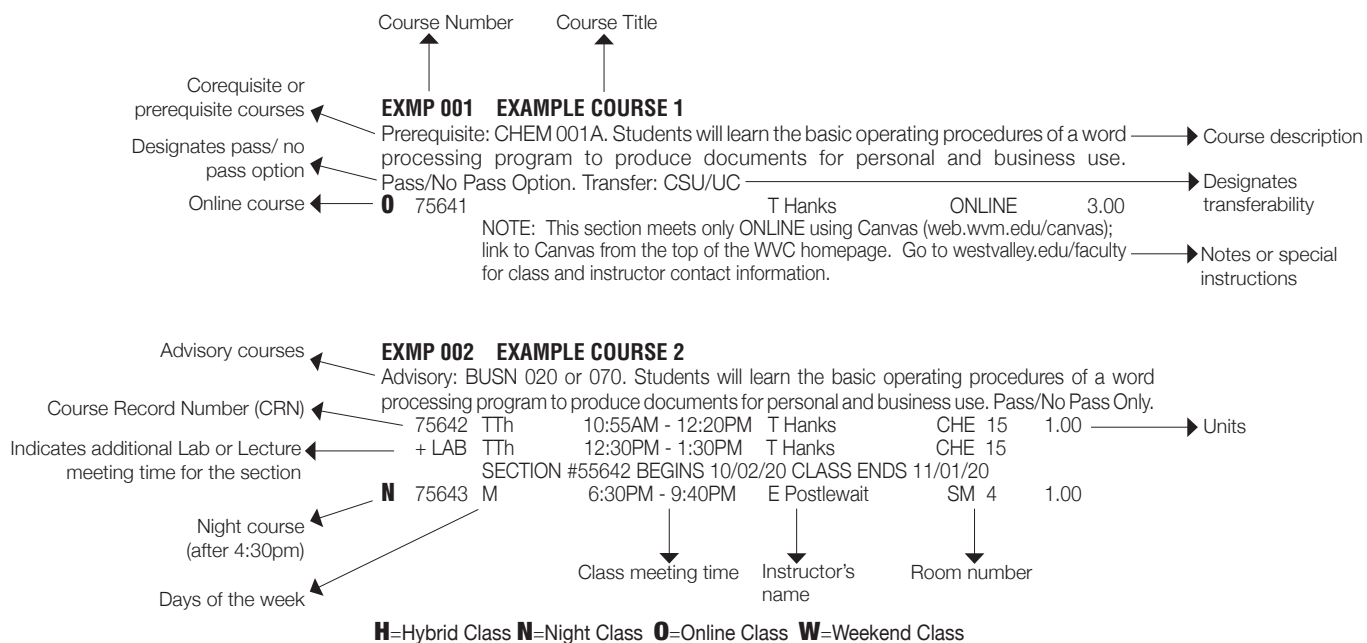 Course Number Course Title
Corequisite or
prerequisite courses
EXMP 001 EXAMPLE COURSE 1
Prerequisite: CHEM 001A. Students will learn the basic operating procedures of a word
Course description
Designates pass/ no
pass option
processing program to produce documents for personal and business use.
Pass/No Pass Option. Transfer: CSU/UC
Designates
transferability
Online course
O 75641 T Hanks ONLINE 3.00
NOTE: This section meets only ONLINE using Canvas (web.wvm.edu/canvas);
link to Canvas from the top of the WVC homepage. Go to westvalley.edu/faculty
for class and instructor contact information.
Notes or special
instructions
Advisory courses
EXMP 002 EXAMPLE COURSE 2
Advisory: BUSN 020 or 070. Students will learn the basic operating procedures of a word
processing program to produce documents for personal and business use. Pass/No Pass Only.
Course Record Number (CRN)
75642 TTh 10:55AM - 12:20PM T Hanks CHE 15 1.00
Units
Indicates additional Lab or Lecture
meeting time for the section
+ LAB TTh 12:30PM - 1:30PM T Hanks CHE 15
SECTION #55642 BEGINS 10/02/20 CLASS ENDS 11/01/20
N 75643 M 6:30PM - 9:40PM E Postlewait SM 4 1.00
Night course
(after 4:30pm)
Days of the week
Class meeting time
Instructor's
name
Room number
H=Hybrid Class N=Night Class O=Online Class W=Weekend Class